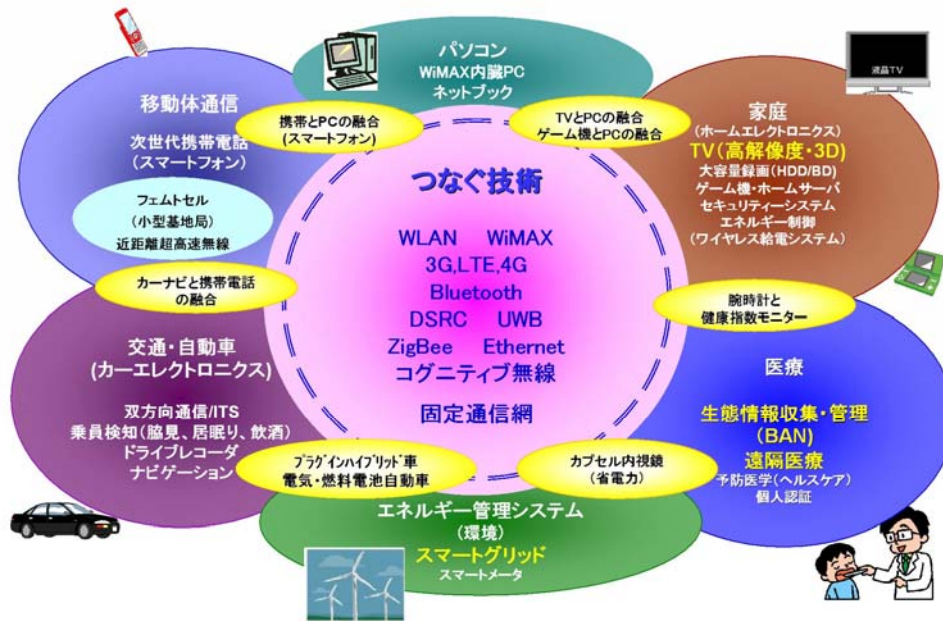 パソコン
WiMAX内臓PC
ネットブック
移動体通信
次世代携帯電話
(スマートフォン)
フェムトセル
(小型基地局)
近距離超高速無線
携帯とPCの融合
(スマートフォン)
TVとPCの融合
ゲーム機とPCの融合
液晶TV
家庭
(ホームエレクトロニクス)
TV(高解像度・3D)
大容量録画(HDD/BD)
ゲーム機・ホームサーバ
セキュリティーシステム
エネルギー制御
(ワイヤレス給電システム)
つなぐ技術
WLAN WiMAX
3G,LTE,4G
Bluetooth
DSRC UWB
ZigBee Ethernet
コグニティブ無線
固定通信網
カーナビと携帯電話
の融合
腕時計と
健康指数モニター
交通・自動車
(カーエレクトロニクス)
双方向通信/ITS
乗員検知(脇見、居眠り、飲酒)
ドライブレコーダ
ナビゲーション
医療
生態情報収集・管理
(BAN)
遠隔医療
予防医学(ヘルスケア)
個人認証
プラグインハイブリッド車
電気・燃料電池自動車
カプセル内視鏡
(省電力)
エネルギー管理システム
(環境)
スマートグリッド
スマートメータ